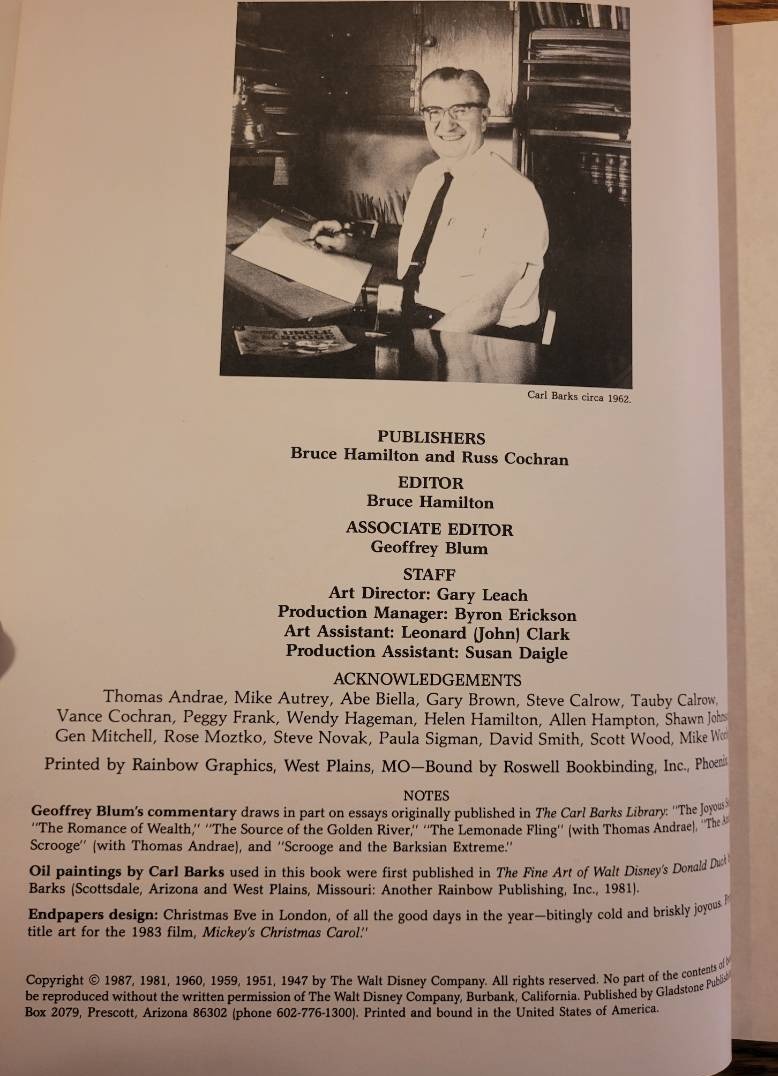 UNCLE
SCROOGE
Carl Barks circa 1962.
PUBLISHERS
Bruce Hamilton and Russ Cochran
EDITOR
Bruce Hamilton
ASSOCIATE EDITOR
Geoffrey Blum
STAFF
Art Director: Gary Leach
Production Manager: Byron Erickson
Art Assistant: Leonard (John) Clark
Production Assistant: Susan Daigle
ACKNOWLEDGEMENTS
Thomas Andrae, Mike Autrey, Abe Biella, Gary Brown, Steve Calrow, Tauby Calrow,
Vance Cochran, Peggy Frank, Wendy Hageman, Helen Hamilton, Allen Hampton, Shawn
Gen Mitchell, Rose Moztko, Steve Novak, Paula Sigman, David Smith, Scott Wood, Mike
Printed by Rainbow Graphics, West Plains, MO—Bound by Roswell Bookbinding, Inc.,
NOTES
Geoffrey Blum's commentary draws in part on essays originally published in The Carl Barks Library: "The Joyous
"The Romance of Wealth," "The Source of the Golden River," "The Lemonade Fling" (with Thomas Andrae), "The
Scrooge" (with Thomas Andrae), and "Scrooge and the Barksian Extreme."
Oil paintings by Carl Barks used in this book were first published in The Fine Art of Walt Disney's Donald Duck
Barks (Scottsdale, Arizona and West Plains, Missouri: Another Rainbow Publishing, Inc., 1981).
Endpapers design: Christmas Eve in London, of all the good days in the year—bitingly cold and briskly joyous.
title art for the 1983 film, Mickey's Christmas Carol."
Copyright © 1987, 1981, 1960, 1959, 1951, 1947 by The Walt Disney Company. All rights reserved. No part of the contents of
be reproduced without the written permission of The Walt Disney Company, Burbank, California. Published by Gladstone
Box 2079, Prescott, Arizona 86302 (phone 602-776-1300). Printed and bound in the United States of America.